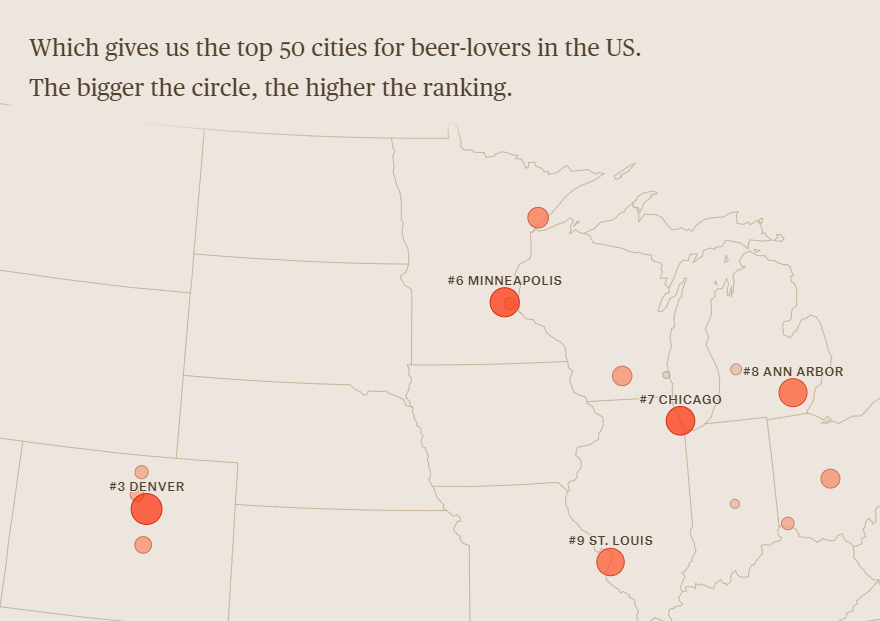 Which gives us the top 50 cities for beer-lovers in the US.
The bigger the circle, the higher the ranking.
#6 MINNEAPOLIS
#8 ANN ARBOR
#7 CHICAGO
#3 DENVER
#9 ST. LOUIS